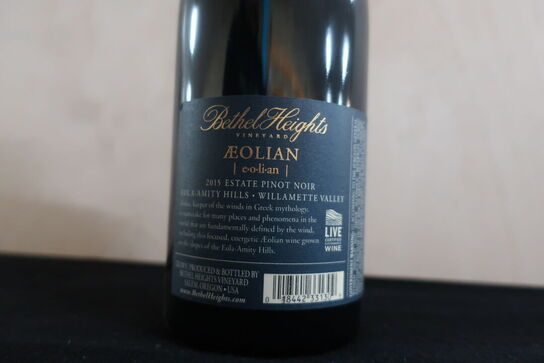 Bethel Heights
VINEYARD
ÆOLIAN
| e·o·li·an |
2015 ESTATE PINOT NOIR
EOLA-AMITY HILLS · WILLAMETTE VALLEY
keeper of the winds in Greek mythology,
namesake for many places and phenomena in the
that are fundamentally defined by the wind,
including this focused, energetic Æolian wine grown
on the slopes of the Eola-Amity Hills.
GROWN, PRODUCED & BOTTLED BY
BETHEL HEIGHTS VINEYARD
SALEM, OREGON • USA
www.BethelHeights.com
LIVE
CERTIFIED
WINE
18442 33132